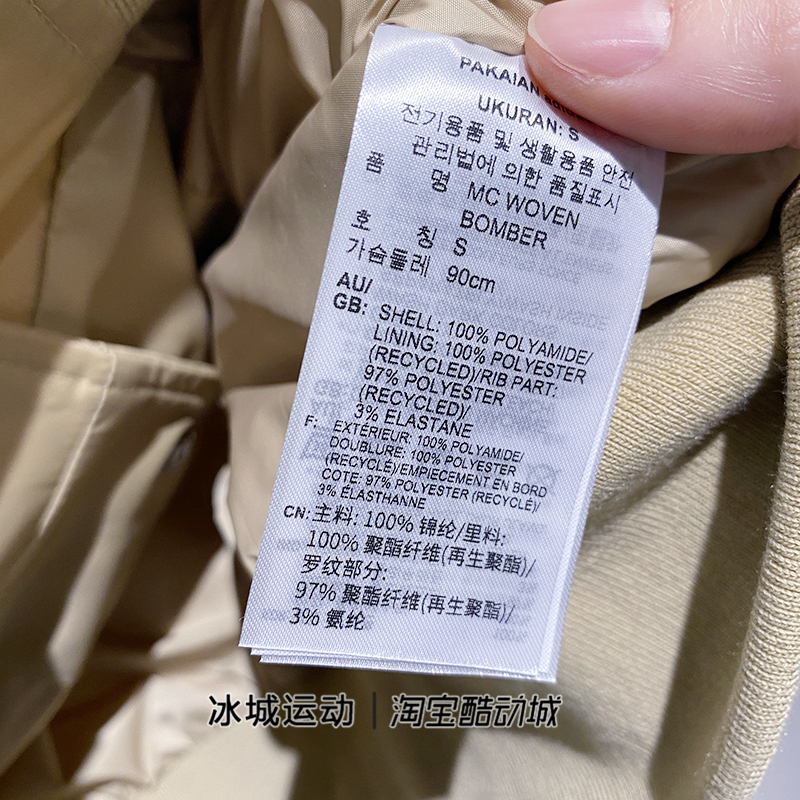 PAKAIAN
UKURAN: S
전기용품 및 생활용품 안전
관리법에 의한 품질표시
품 명 MC WOVEN
BOMBER
호 칭 S
가슴둘레 90cm
AU/
GB: SHELL: 100% POLYAMIDE/
LINING: 100% POLYESTER
(RECYCLED)/RIB PART:
97% POLYESTER
(RECYCLED)/
3% ELASTANE
F: EXTÉRIEUR: 100% POLYAMIDE/
DOUBLURE: 100% POLYESTER
(RECYCLÉ)/EMPIECEMENT EN BORD
COTE: 97% POLYESTER (RECYCLÉ)/
3% ÉLASTHANNE
CN: 主料: 100% 锦纶/里料:
100% 聚酯纤维(再生聚酯)/
罗纹部分:
97% 聚酯纤维(再生聚酯)/
3% 氨纶
冰城运动|淘宝酷动城